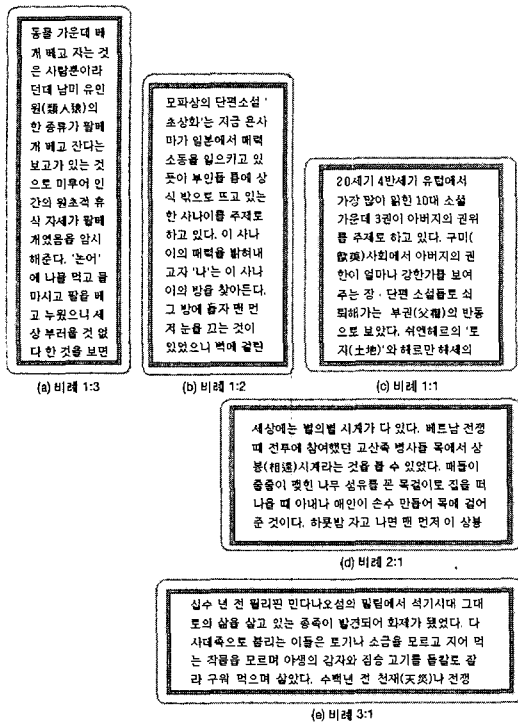 동물 가운데 베
개 베고 자는 것
은 사람뿐이라
던데 남미 유인
원(類人猿)의
한 종류가 팔베
개 베고 잔다는
보고가 있는 것
으로 미루어 인
간의 원초적 휴
식 자세가 팔베
개였음을 암시
해준다. '논어'
에 나물 먹고 물
마시고 팔을 베
고 누웠으니 세
상 부러울 것 없
다 한 것을 보면
(a) 비례 1:3
모파상의 단편소설 '
초상화'는 지금 욘사
마가 일본에서 매력
소동을 일으키고 있
듯이 부인들 틈에 상
식 밖으로 뜨고 있는
한 사나이를 주제로
하고 있다. 이 사나
이의 매력을 밝혀내
고자 '나'는 이 사나
이의 방을 찾아든다.
그 방에 들자 맨 먼
저 눈을 끄는 것이
있었으니 벽에 걸린
(b) 비례 1:2
20세기 4반세기 유럽에서
가장 많이 읽힌 10대 소설
가운데 3권이 아버지의 권위
를 주제로 하고 있다. 구미(
歐美)사회에서 아버지의 권
한이 얼마나 강한가를 보여
주는 장·단편 소설들로 쇠
퇴해가는 부권(父權)의 반동
으로 보았다. 쉬엔헤르의 '토
지(土地)'와 헤르만 헤세의
(c) 비례 1:1
세상에는 별의별 시계가 다 있다. 베트남 전쟁
때 전투에 참여했던 고산족 병사들 목에서 상
봉(相逢)시계라는 것을 볼 수 있었다. 매듭이
줄줄이 맺힌 나무 섬유를 꼰 목걸이로 집을 떠
나올 때 아내나 애인이 손수 만들어 목에 걸어
준 것이다. 하룻밤 자고 나면 맨 먼저 이 상봉
(d) 비례 2:1
십수 년 전 필리핀 민다나오섬의 밀림에서 석기시대 그대
로의 삶을 살고 있는 종족이 발견되어 화제가 됐었다. 다
사데족으로 불리는 이들은 토기나 소금을 모르고 지어 먹
는 작물을 모르며 야생의 감자와 짐승 고기를 돌칼로 잘
라 구워 먹으며 살았다. 수백년 전 천재(天災)나 전쟁
(e) 비례 3:1